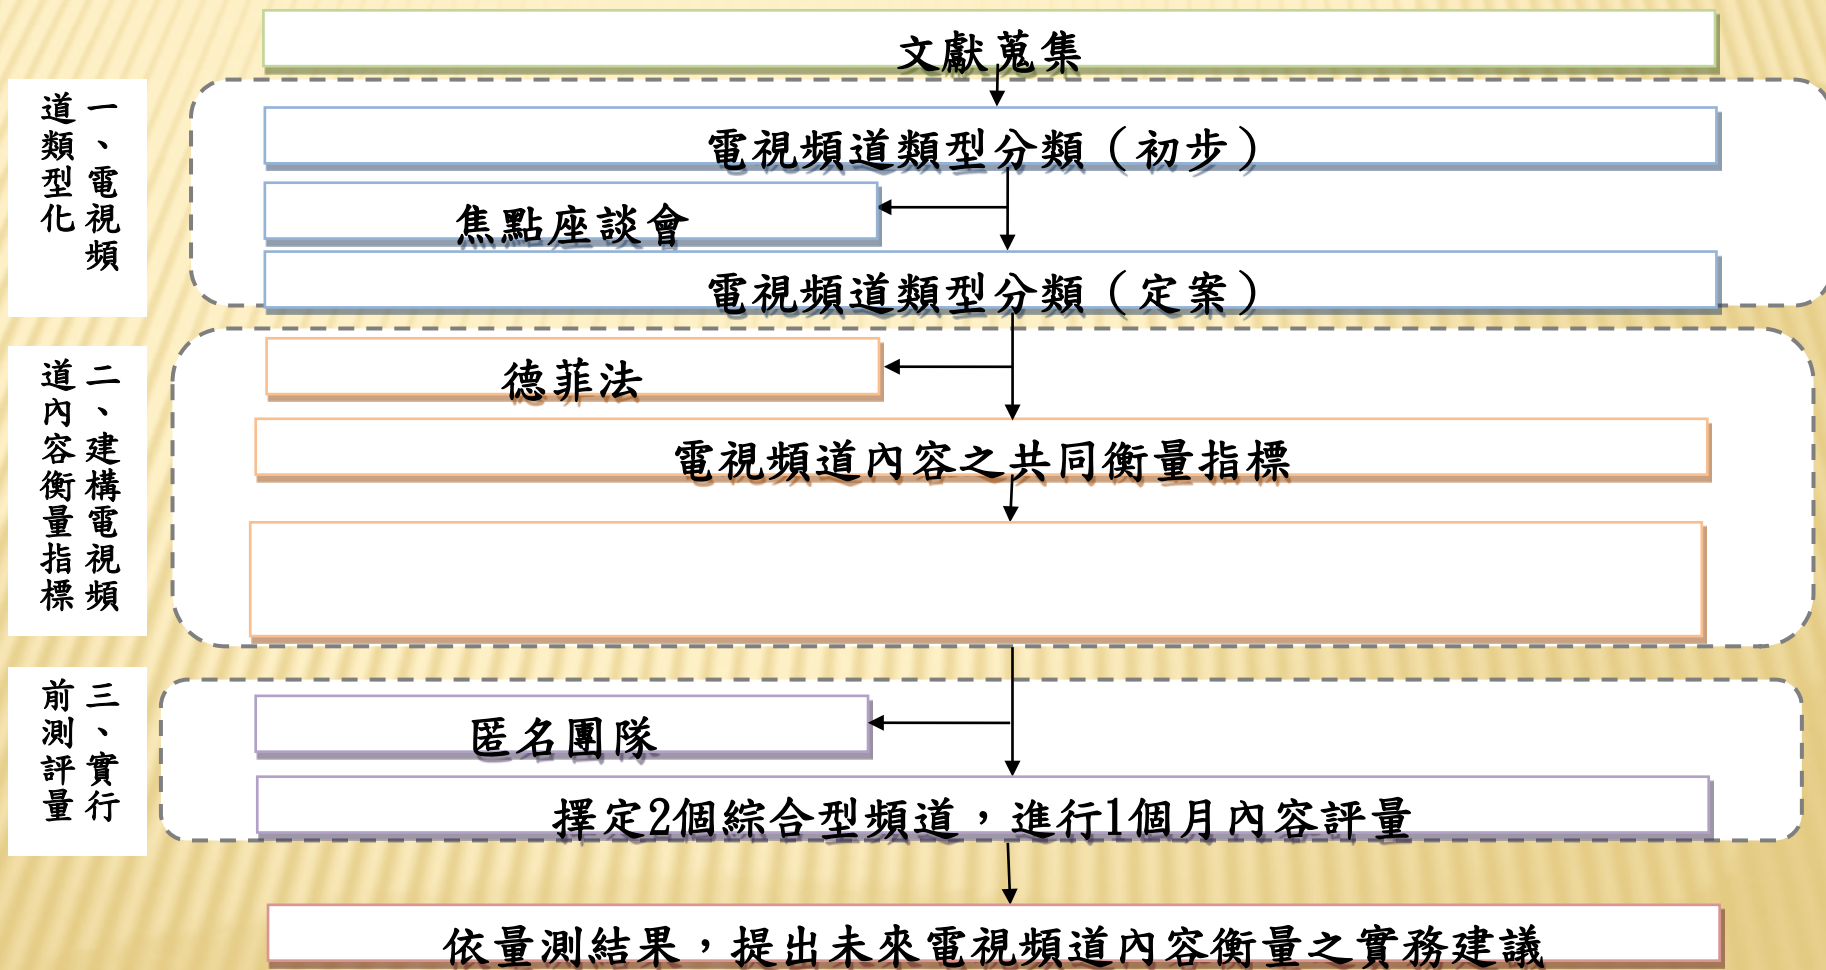 文獻蒐集
一、電視頻
道類型化
電視頻道類型分類（初步）
焦點座談會
電視頻道類型分類（定案）
二、建構電視頻
道內容衡量指標
德菲法
電視頻道內容之共同衡量指標
三、實行
前測評量
匿名團隊
擇定2個綜合型頻道，進行1個月內容評量
依量測結果，提出未來電視頻道內容衡量之實務建議